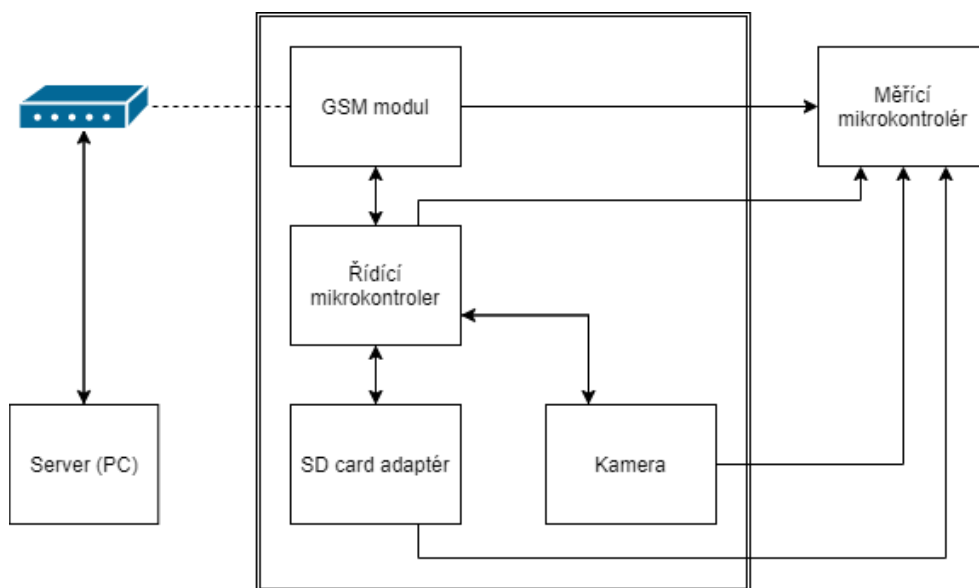 GSM modul
Měřící
mikrokontrolér
Řídící
mikrokontroler
Server (PC)
SD card adaptér
Kamera